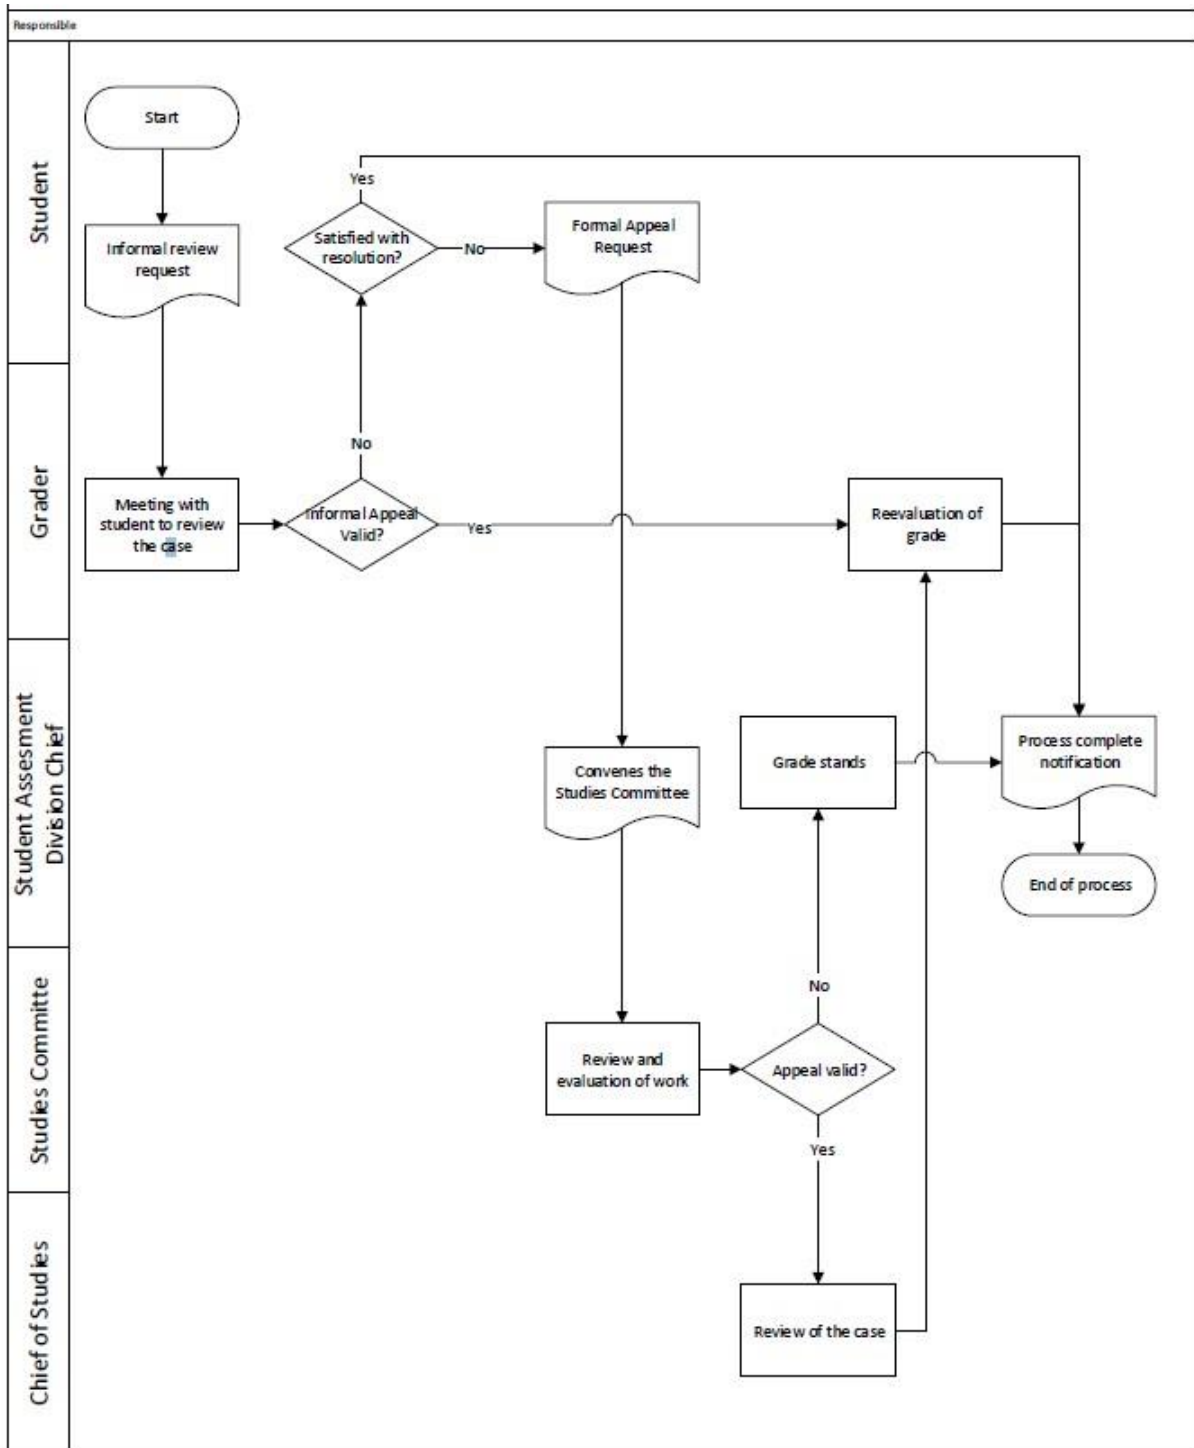 Responsible
Student
Start
Informal review
request
Yes
Satisfied with
resolution?
No
Formal Appeal
Request
Grader
Meeting with
student to review
the case
No
Informal Appeal
Valid?
Yes
Reevaluation of
grade
Student Assesment
Division Chief
Convenes the
Studies Committee
Grade stands
Process complete
notification
End of process
Studies Committe
Review and
evaluation of work
No
Appeal valid?
Yes
Chief of Studies
Review of the case